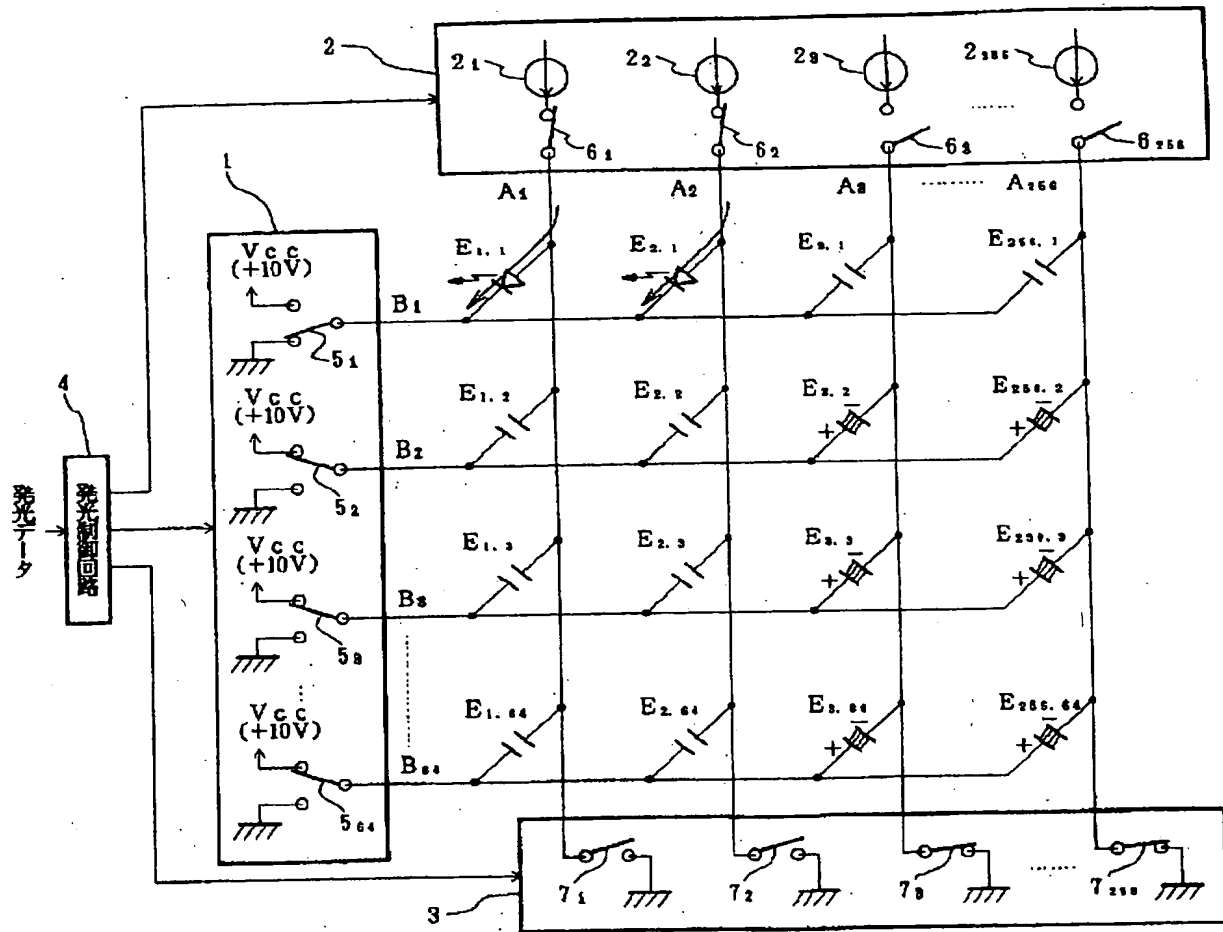 2
2₁
2₂
2₃
2₂₅₆
6₁
6₂
6₃
6₂₅₆
1
A₁
A₂
A₃
A₂₅₆
Vcc
(+10V)
E₁.₁
E₂.₁
E₃.₁
E₂₅₆.₁
B₁
5₁
4
Vcc
(+10V)
E₁.₂
E₂.₂
E₃.₂
E₂₅₆.₂
+
−
+
−
B₂
5₂
発光データ
発光制御回路
Vcc
(+10V)
E₁.₃
E₂.₃
E₃.₃
E₂₅₆.₃
+
−
+
−
B₃
5₃
Vcc
(+10V)
E₁.₆₄
E₂.₆₄
E₃.₆₄
E₂₅₆.₆₄
+
−
+
−
B₆₄
5₆₄
7₁
7₂
7₃
7₂₅₆
3